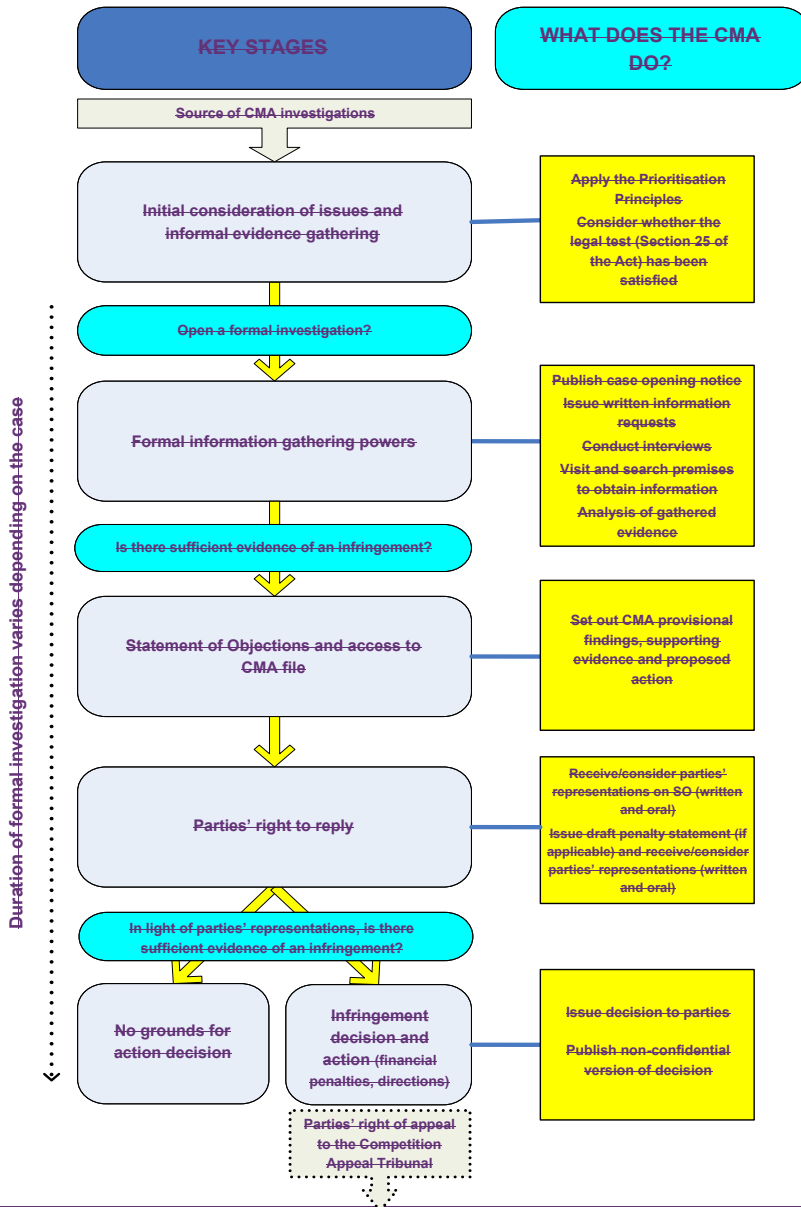 KEY STAGES
WHAT DOES THE CMA
DO?
Source of CMA investigations
Initial consideration of issues and
informal evidence gathering
Apply the Prioritisation
Principles
Consider whether the
legal test (Section 25 of
the Act) has been
satisfied
Open a formal investigation?
Formal information gathering powers
Publish case opening notice
Issue written information
requests
Conduct interviews
Visit and search premises
to obtain information
Analysis of gathered
evidence
Is there sufficient evidence of an infringement?
Statement of Objections and access to
CMA file
Set out CMA provisional
findings, supporting
evidence and proposed
action
Parties' right to reply
Receive/consider parties'
representations on SO (written
and oral)
Issue draft penalty statement (if
applicable) and receive/consider
parties' representations (written
and oral)
In light of parties' representations, is there
sufficient evidence of an infringement?
No grounds for
action decision
Infringement
decision and
action (financial
penalties, directions)
Issue decision to parties
Publish non-confidential
version of decision
Parties' right of appeal
to the Competition
Appeal Tribunal
Duration of formal investigation varies depending on the case